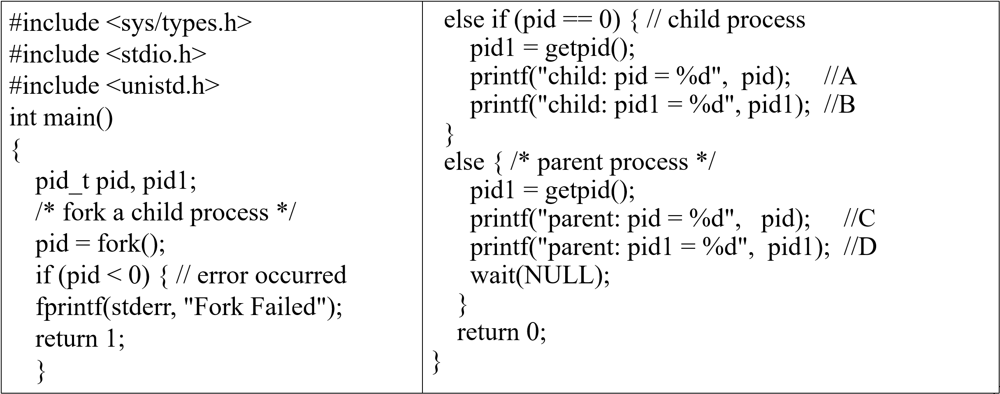 #include <sys/types.h>
#include <stdio.h>
#include <unistd.h>
int main()
{
pid_t pid, pid1;
/* fork a child process */
pid = fork();
if (pid < 0) { // error occurred
fprintf(stderr, "Fork Failed");
return 1;
}
else if (pid == 0) { // child process
pid1 = getpid();
printf("child: pid = %d", pid); //A
printf("child: pid1 = %d", pid1); //B
}
else { /* parent process */
pid1 = getpid();
printf("parent: pid = %d", pid); //C
printf("parent: pid1 = %d", pid1); //D
wait(NULL);
}
return 0;
}